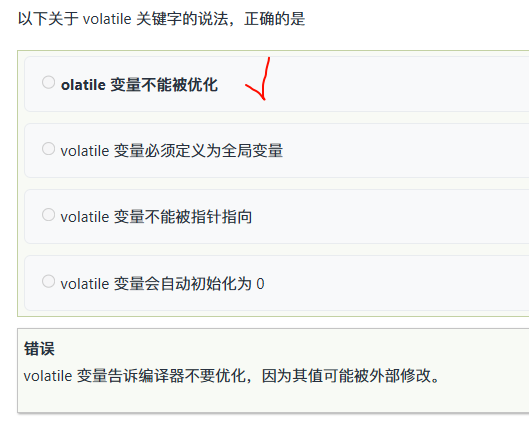 以下关于 volatile 关键字的说法，正确的是
olatile 变量不能被优化
volatile 变量必须定义为全局变量
volatile 变量不能被指针指向
volatile 变量会自动初始化为 0
错误
volatile 变量告诉编译器不要优化，因为其值可能被外部修改。